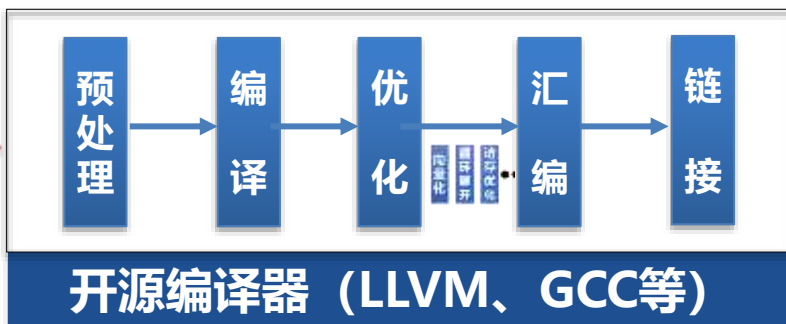 预处理
编译
优化
向量化
循环展开
访存优化
汇编
链接
开源编译器（LLVM、GCC等）